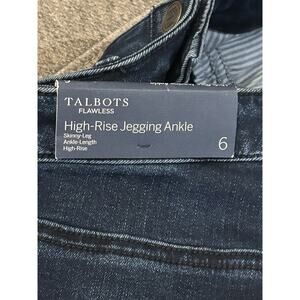 TALBOTS
FLAWLESS
High-Rise Jegging Ankle
Skinny-Leg
Ankle-Length
High-Rise
6